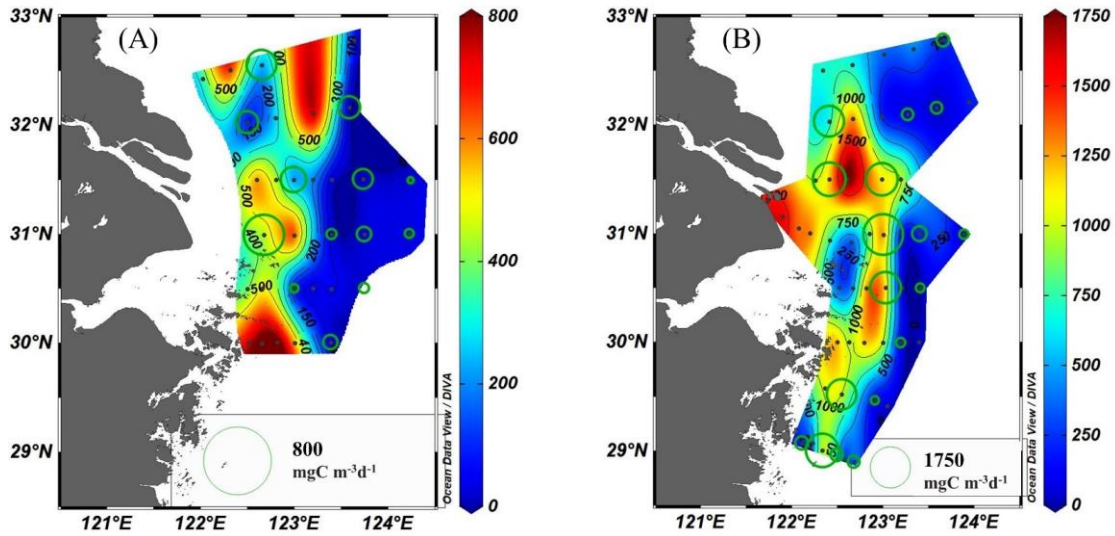 (A)
33°N
32°N
31°N
30°N
29°N
121°E
122°E
123°E
124°E
500
200
100
300
500
500
400
200
500
150
40
800
mgC m⁻³d⁻¹
Ocean Data View / DIVA
800
600
400
200
0
(B)
33°N
32°N
31°N
30°N
29°N
121°E
122°E
123°E
124°E
1000
1500
750
750
250
250
1000
500
1000
1750
mgC m⁻³d⁻¹
Ocean Data View / DIVA
1750
1500
1250
1000
750
500
250
0